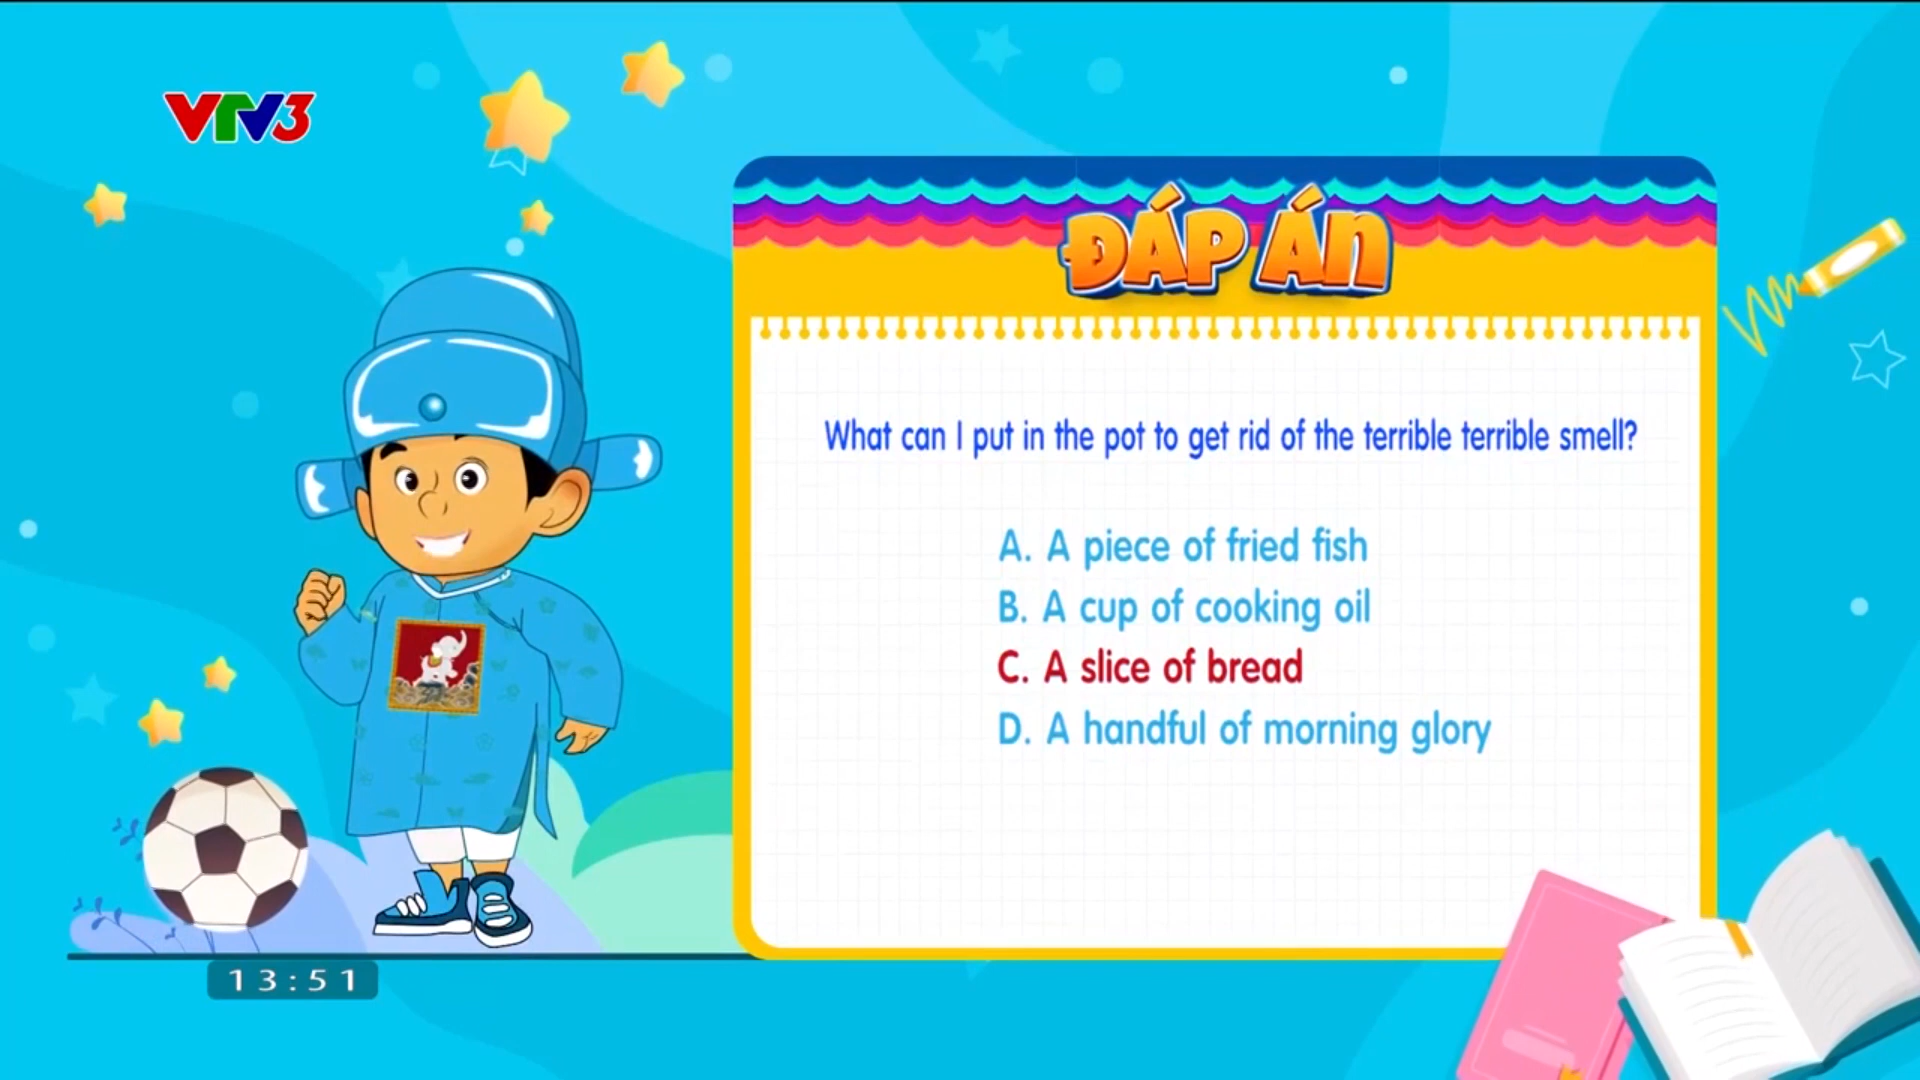 VTV3
ĐÁP ÁN
What can I put in the pot to get rid of the terrible terrible smell?
A. A piece of fried fish
B. A cup of cooking oil
C. A slice of bread
D. A handful of morning glory
13:51